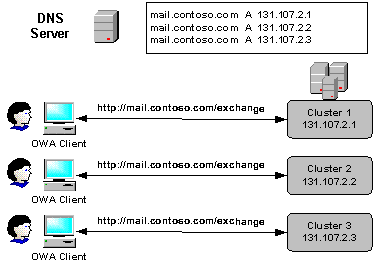 DNS
Server
mail.contoso.com A 131.107.2.1
mail.contoso.com A 131.107.2.2
mail.contoso.com A 131.107.2.3
http://mail.contoso.com/exchange
Cluster 1
131.107.2.1
OWA Client
http://mail.contoso.com/exchange
Cluster 2
131.107.2.2
OWA Client
http://mail.contoso.com/exchange
Cluster 3
131.107.2.3
OWA Client